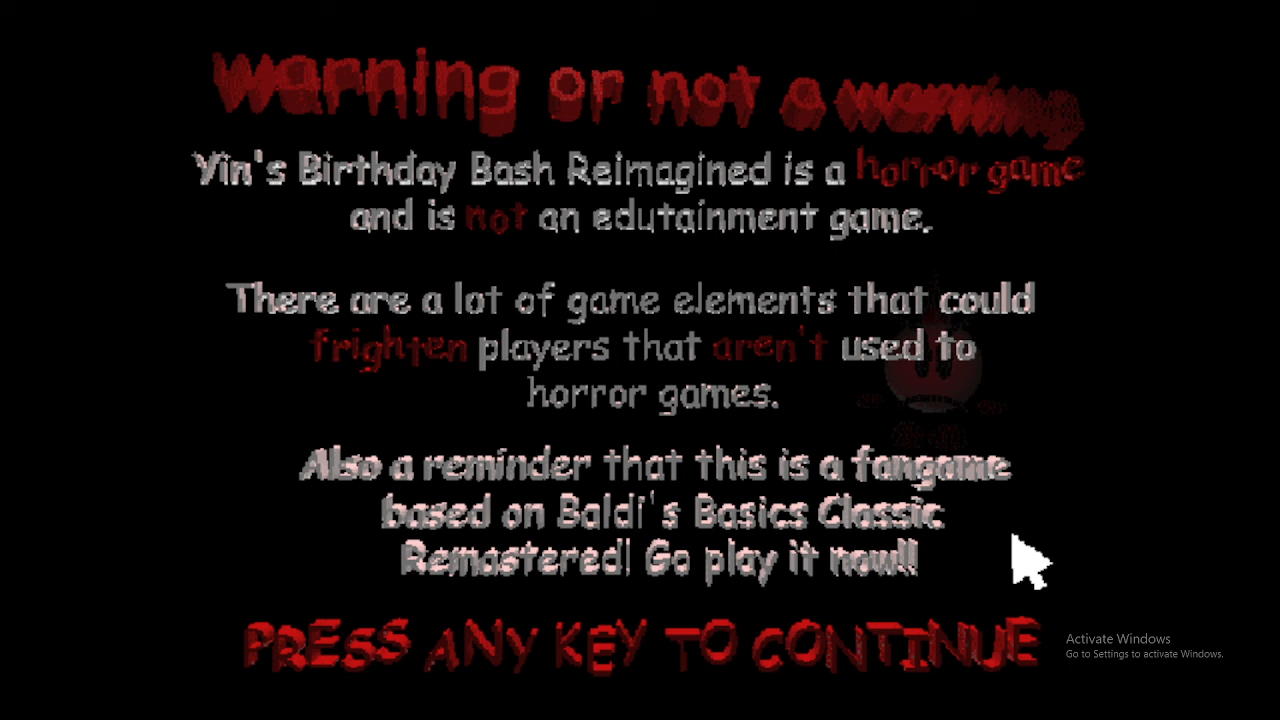 warning or not a warning
Yin's Birthday Bash Reimagined is a horror game
and is not an edutainment game.
There are a lot of game elements that could
frighten players that aren't used to
horror games.
Also a reminder that this is a fangame
based on Baldi's Basics Classic
Remastered! Go play it now!!
PRESS ANY KEY TO CONTINUE
Activate Windows
Go to Settings to activate Windows.